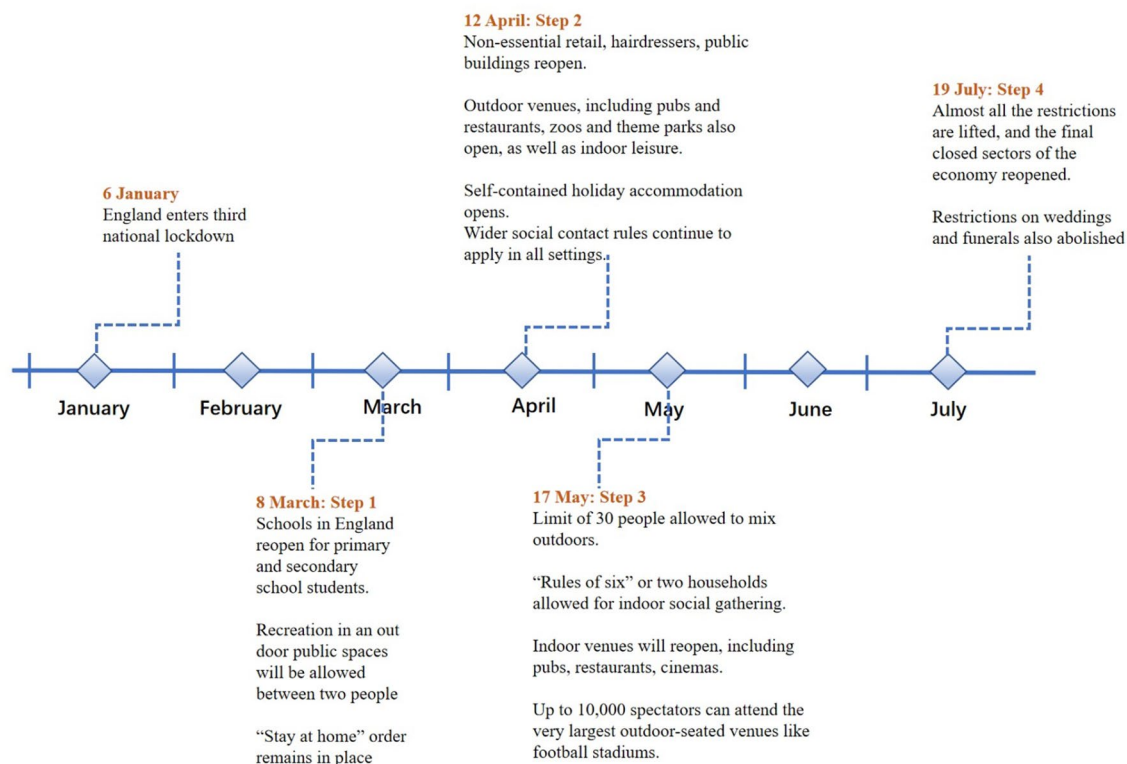 12 April: Step 2
Non-essential retail, hairdressers, public
buildings reopen.
Outdoor venues, including pubs and
restaurants, zoos and theme parks also
open, as well as indoor leisure.
Self-contained holiday accommodation
opens.
Wider social contact rules continue to
apply in all settings.
19 July: Step 4
Almost all the restrictions
are lifted, and the final
closed sectors of the
economy reopened.
Restrictions on weddings
and funerals also abolished
6 January
England enters third
national lockdown
January
February
March
April
May
June
July
8 March: Step 1
Schools in England
reopen for primary
and secondary
school students.
Recreation in an out
door public spaces
will be allowed
between two people
“Stay at home” order
remains in place
17 May: Step 3
Limit of 30 people allowed to mix
outdoors.
“Rules of six” or two households
allowed for indoor social gathering.
Indoor venues will reopen, including
pubs, restaurants, cinemas.
Up to 10,000 spectators can attend the
very largest outdoor-seated venues like
football stadiums.